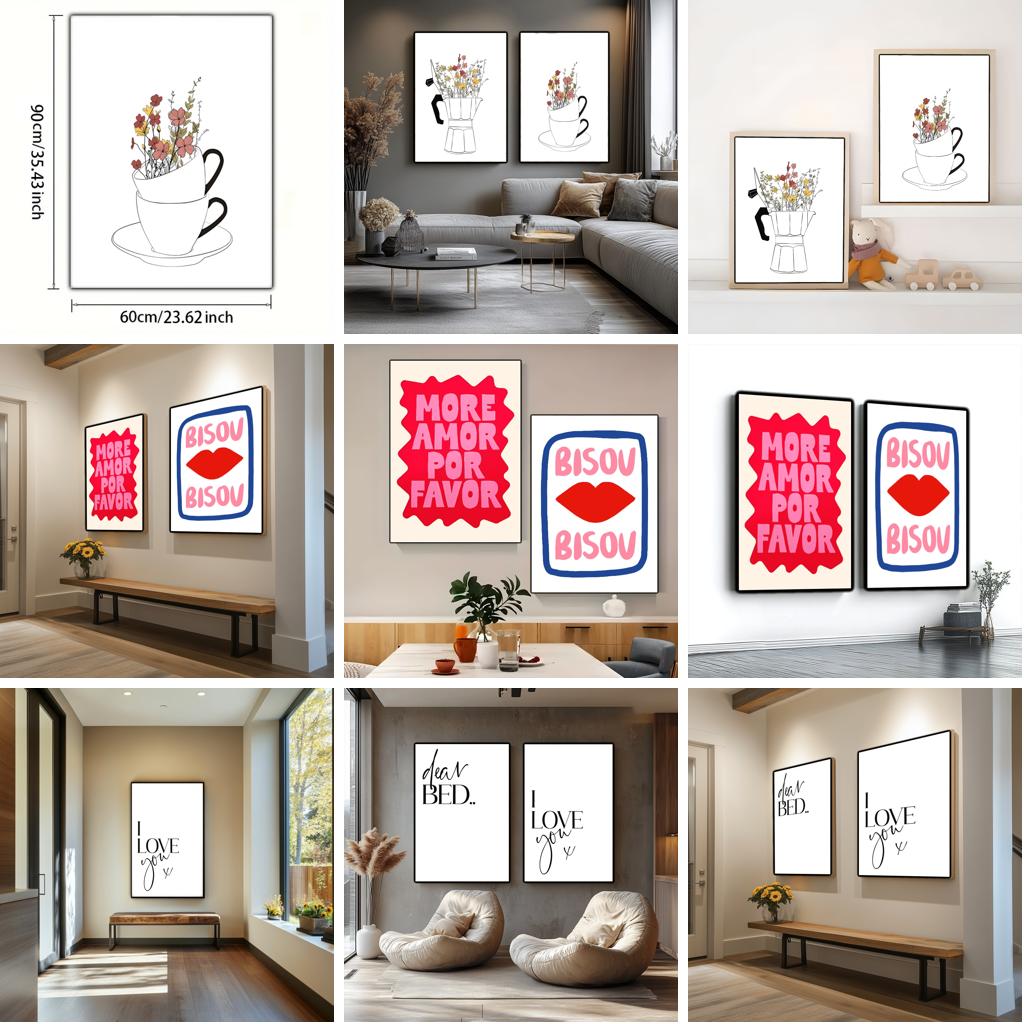 90cm/35.43inch
60cm/23.62inch
MORE
AMOR
POR
FAVOR
BISOU
BISOU
MORE
AMOR
POR
FAVOR
BISOU
BISOU
MORE
AMOR
POR
FAVOR
BISOU
BISOU
I
LOVE
you
x
dear
BED..
I
LOVE
you
x
dear
BED..
I
LOVE
you
x